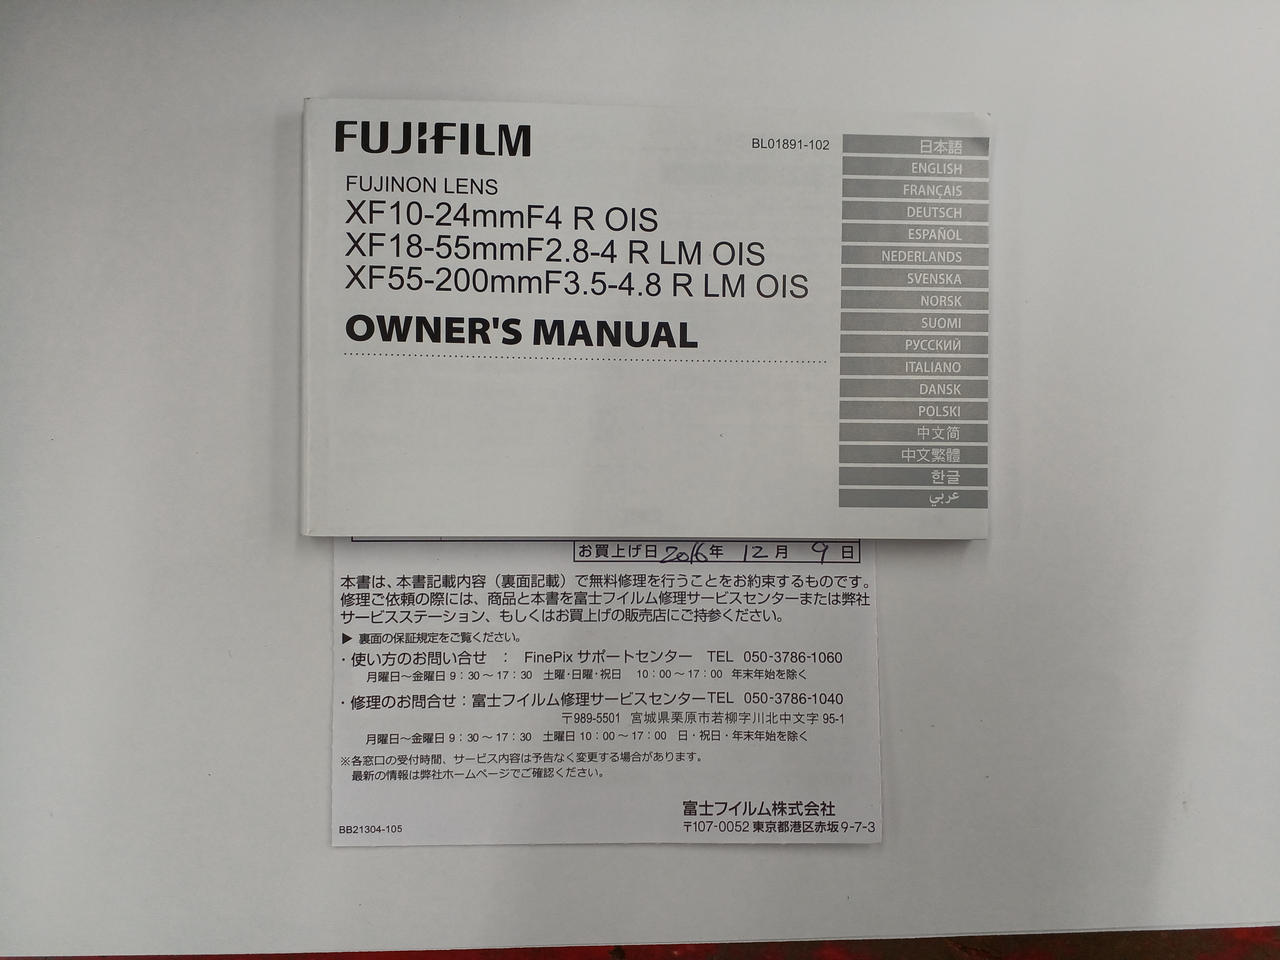 FUJIFILM
BL01891-102
FUJINON LENS
XF10-24mmF4 R OIS
XF18-55mmF2.8-4 R LM OIS
XF55-200mmF3.5-4.8 R LM OIS
OWNER'S MANUAL
日本語
ENGLISH
FRANÇAIS
DEUTSCH
ESPAÑOL
NEDERLANDS
SVENSKA
NORSK
SUOMI
РУССКИЙ
ITALIANO
DANSK
POLSKI
中文简
中文繁體
한글
عربي
お買上げ日 2016年 12月 9日
本書は、本書記載内容（裏面記載）で無料修理を行うことをお約束するものです。
修理ご依頼の際には、商品と本書を富士フイルム修理サービスセンターまたは弊社
サービスステーション、もしくはお買上げの販売店にご持参ください。
▶ 裏面の保証規定をご覧ください。
・使い方のお問い合せ ： FinePix サポートセンター TEL 050-3786-1060
月曜日～金曜日 9：30～17：30 土曜・日曜・祝日 10：00～17：00 年末年始を除く
・修理のお問合せ：富士フイルム修理サービスセンター TEL 050-3786-1040
〒989-5501 宮城県栗原市若柳字川北中文字 95-1
月曜日～金曜日 9：30～17：30 土曜日 10：00～17：00 日・祝日・年末年始を除く
※各窓口の受付時間、サービス内容は予告なく変更する場合があります。
最新の情報は弊社ホームページでご確認ください。
富士フイルム株式会社
〒107-0052 東京都港区赤坂 9-7-3
BB21304-105